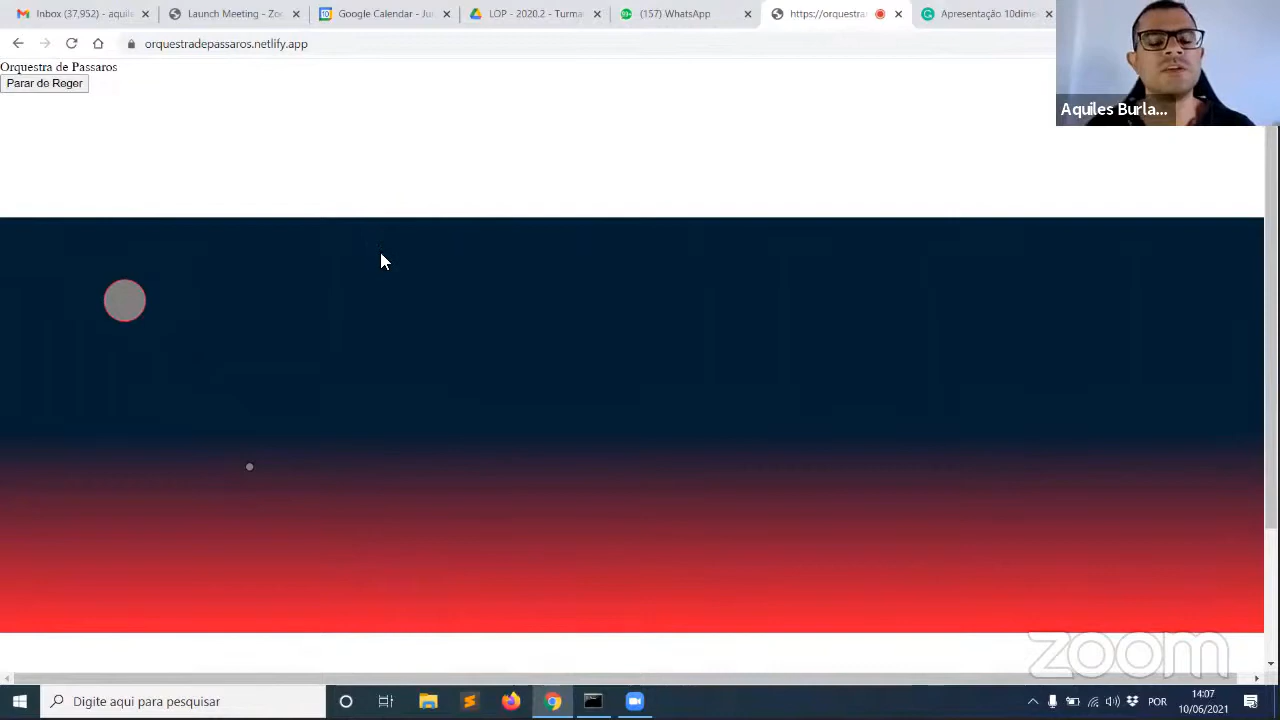 Inbox (37,952) - aquile
Launch Meeting - Zoo
Google Calendar - Ju
LOP - 2020.2 - Turma
(157) WhatsApp
https://orquestra
Apresentação 10dime
orquestradepassaros.netlify.app
Orquestra de Passaros
Parar de Reger
Aquiles Burla...
zoom
Digite aqui para pesquisar
POR
14:07
10/06/2021